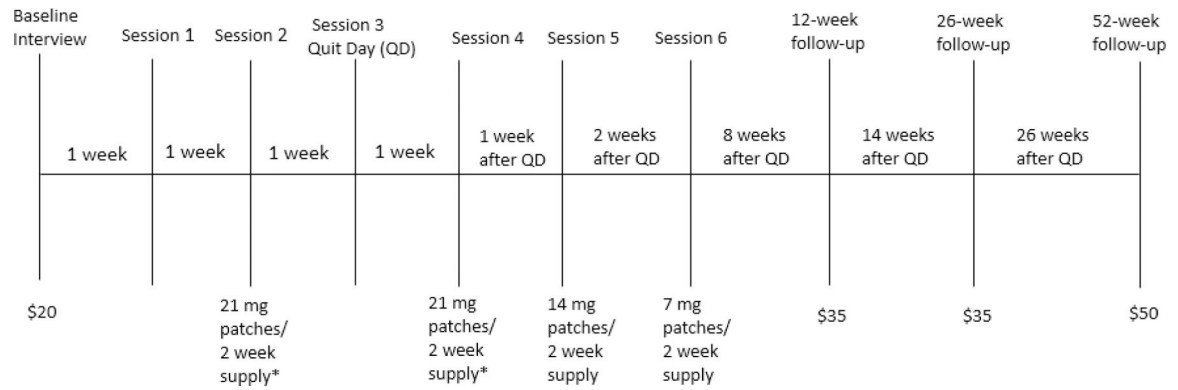 Baseline
Interview
Session 1
Session 2
Session 3
Quit Day (QD)
Session 4
Session 5
Session 6
12-week
follow-up
26-week
follow-up
52-week
follow-up
1 week
1 week
1 week
1 week
1 week
after QD
2 weeks
after QD
8 weeks
after QD
14 weeks
after QD
26 weeks
after QD
$20
21 mg
patches/
2 week
supply*
21 mg
patches/
2 week
supply*
14 mg
patches/
2 week
supply
7 mg
patches/
2 week
supply
$35
$35
$50